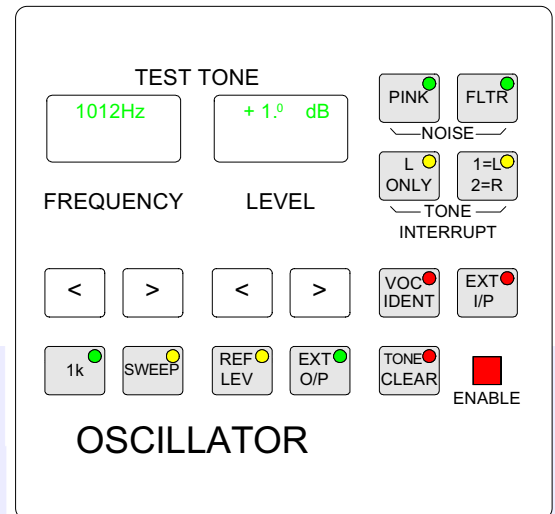 TEST TONE
1012Hz
+ 1.⁰ dB
FREQUENCY
LEVEL
PINK
FLTR
NOISE
L
ONLY
1=L
2=R
TONE
INTERRUPT
<
>
<
>
VOC
IDENT
EXT
I/P
1k
SWEEP
REF
LEV
EXT
O/P
TONE
CLEAR
ENABLE
OSCILLATOR